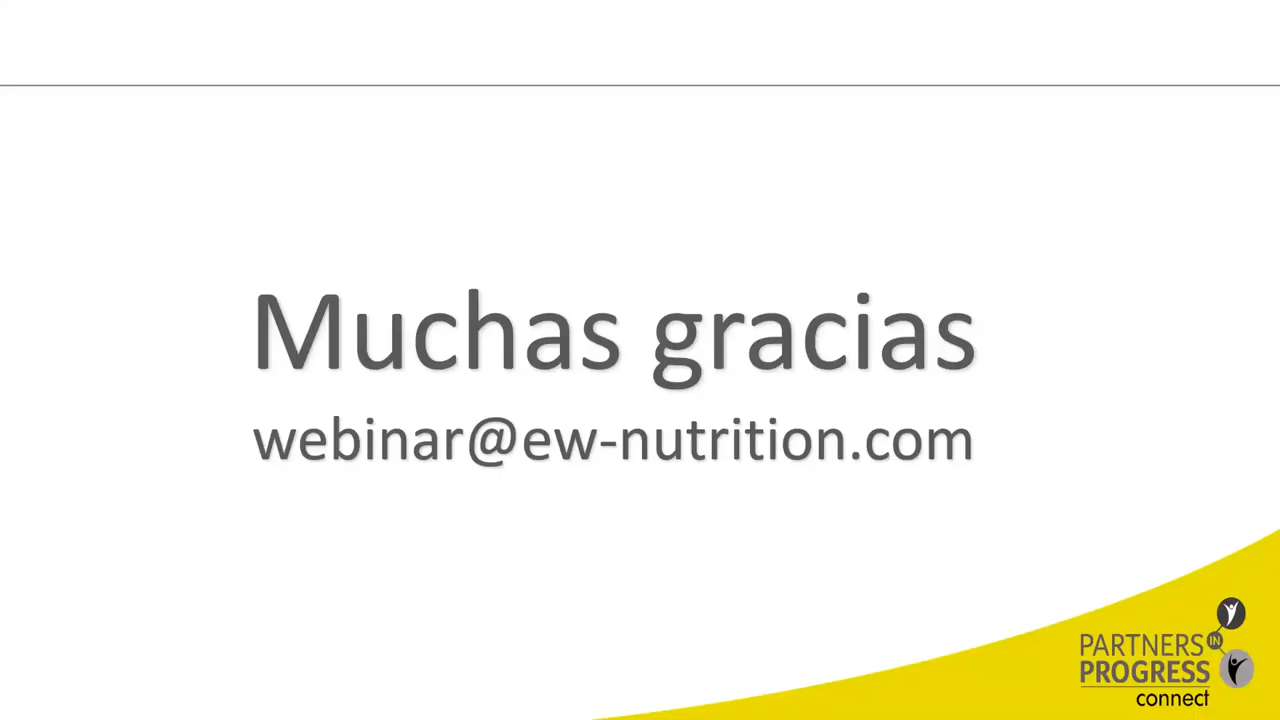 Muchas gracias
webinar@ew-nutrition.com
PARTNERS IN
PROGRESS
connect